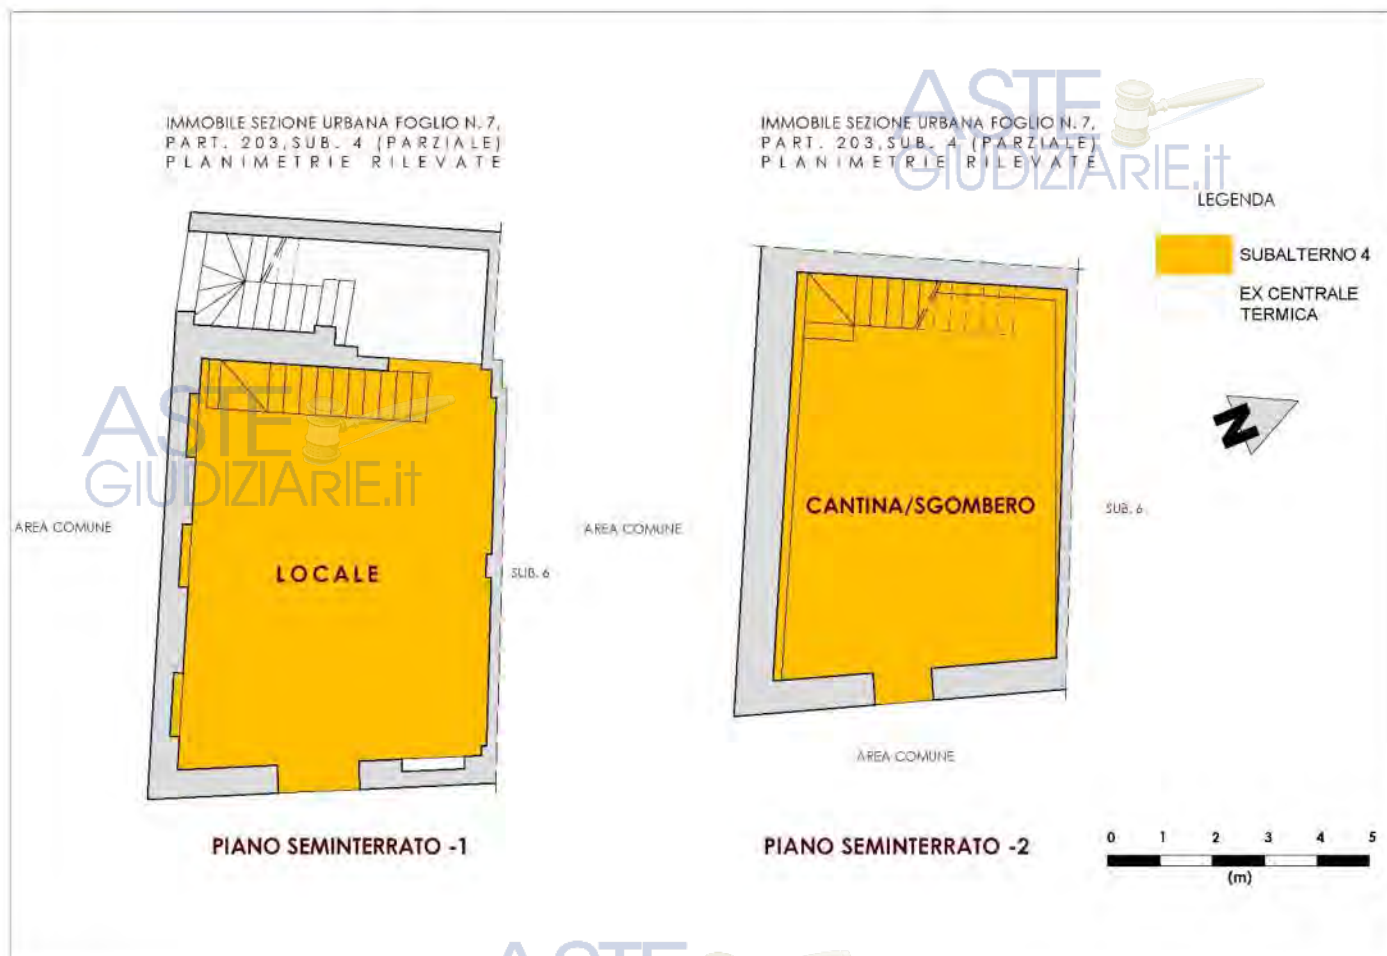 IMMOBILE SEZIONE URBANA FOGLIO N. 7,
PART. 203, SUB. 4 (PARZIALE)
PLANIMETRIE RILEVATE
IMMOBILE SEZIONE URBANA FOGLIO N. 7,
PART. 203, SUB. 4 (PARZIALE)
PLANIMETRIE RILEVATE
ASTE
GIUDIZIARIE.it
LEGENDA
SUBALTERNO 4
EX CENTRALE
TERMICA
N
ASTE
GIUDIZIARIE.it
AREA COMUNE
LOCALE
SUB. 6
AREA COMUNE
CANTINA/SGOMBERO
SUB. 6
AREA COMUNE
PIANO SEMINTERRATO -1
PIANO SEMINTERRATO -2
0 1 2 3 4 5
(m)
ASTE